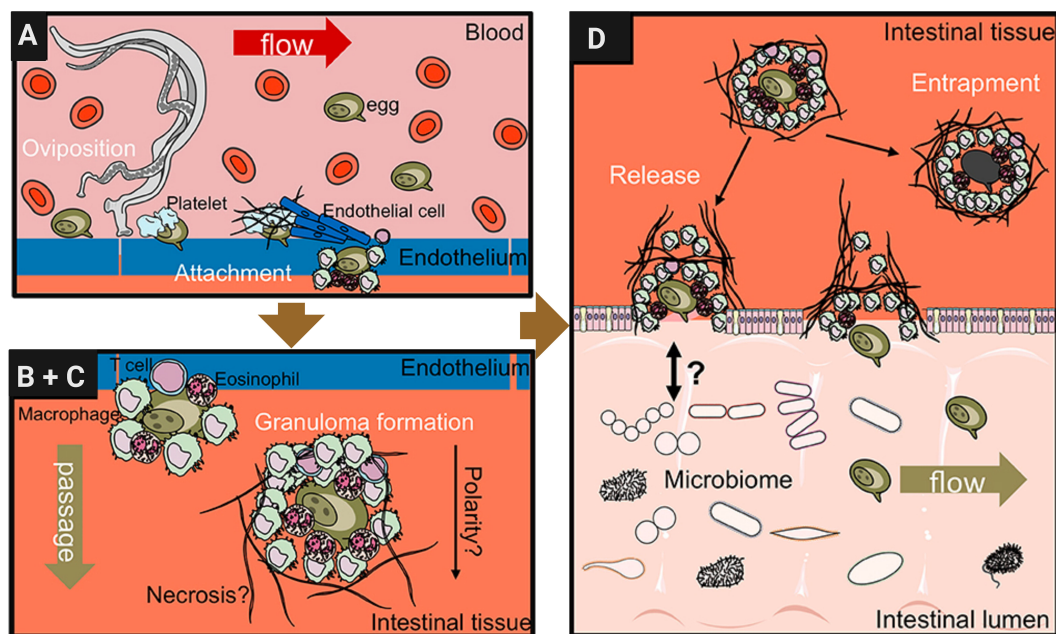 A
Blood
flow
egg
Oviposition
Platelet
Endothelial cell
Endothelium
Attachment
B + C
T cell
Endothelium
Eosinophil
Macrophage
Granuloma formation
passage
Polarity?
Necrosis?
Intestinal tissue
D
Intestinal tissue
Entrapment
Release
?
Microbiome
flow
Intestinal lumen